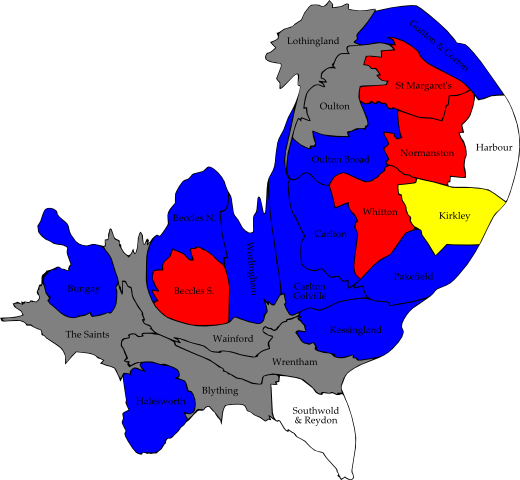 Gunton & Corton
Lothingland
St Margaret's
Oulton
Harbour
Normanston
Oulton Broad
Whitton
Kirkley
Beccles N.
Carlton
Worlingham
Pakefield
Bungay
Beccles S.
Carlton
Colville
Kessingland
The Saints
Wainford
Wrentham
Blything
Halesworth
Southwold
& Reydon